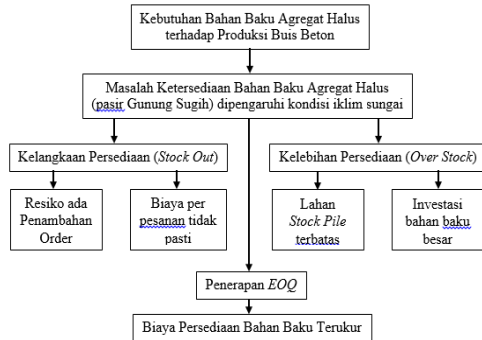 Kebutuhan Bahan Baku Agregat Halus
terhadap Produksi Buis Beton
Masalah Ketersediaan Bahan Baku Agregat Halus
(pasir Gunung Sugih) dipengaruhi kondisi iklim sungai
Kelangkaan Persediaan (Stock Out)
Kelebihan Persediaan (Over Stock)
Resiko ada
Penambahan
Order
Biaya per
pesanan tidak
pasti
Lahan
Stock Pile
terbatas
Investasi
bahan baku
besar
Penerapan EOQ
Biaya Persediaan Bahan Baku Terukur